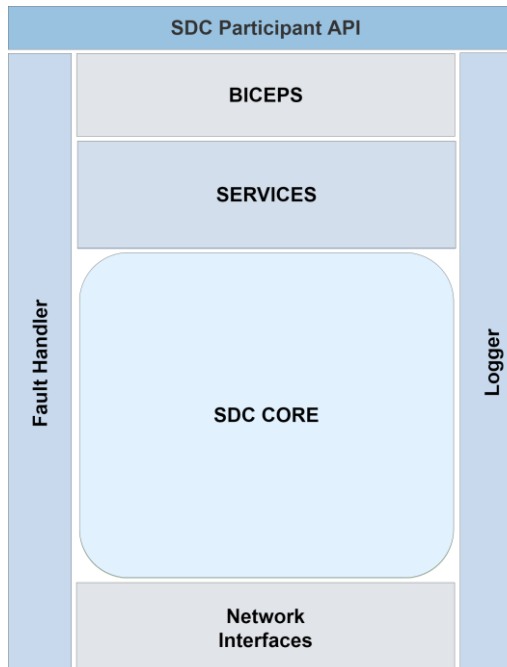 SDC Participant API
BICEPS
SERVICES
Fault Handler
SDC CORE
Logger
Network
Interfaces